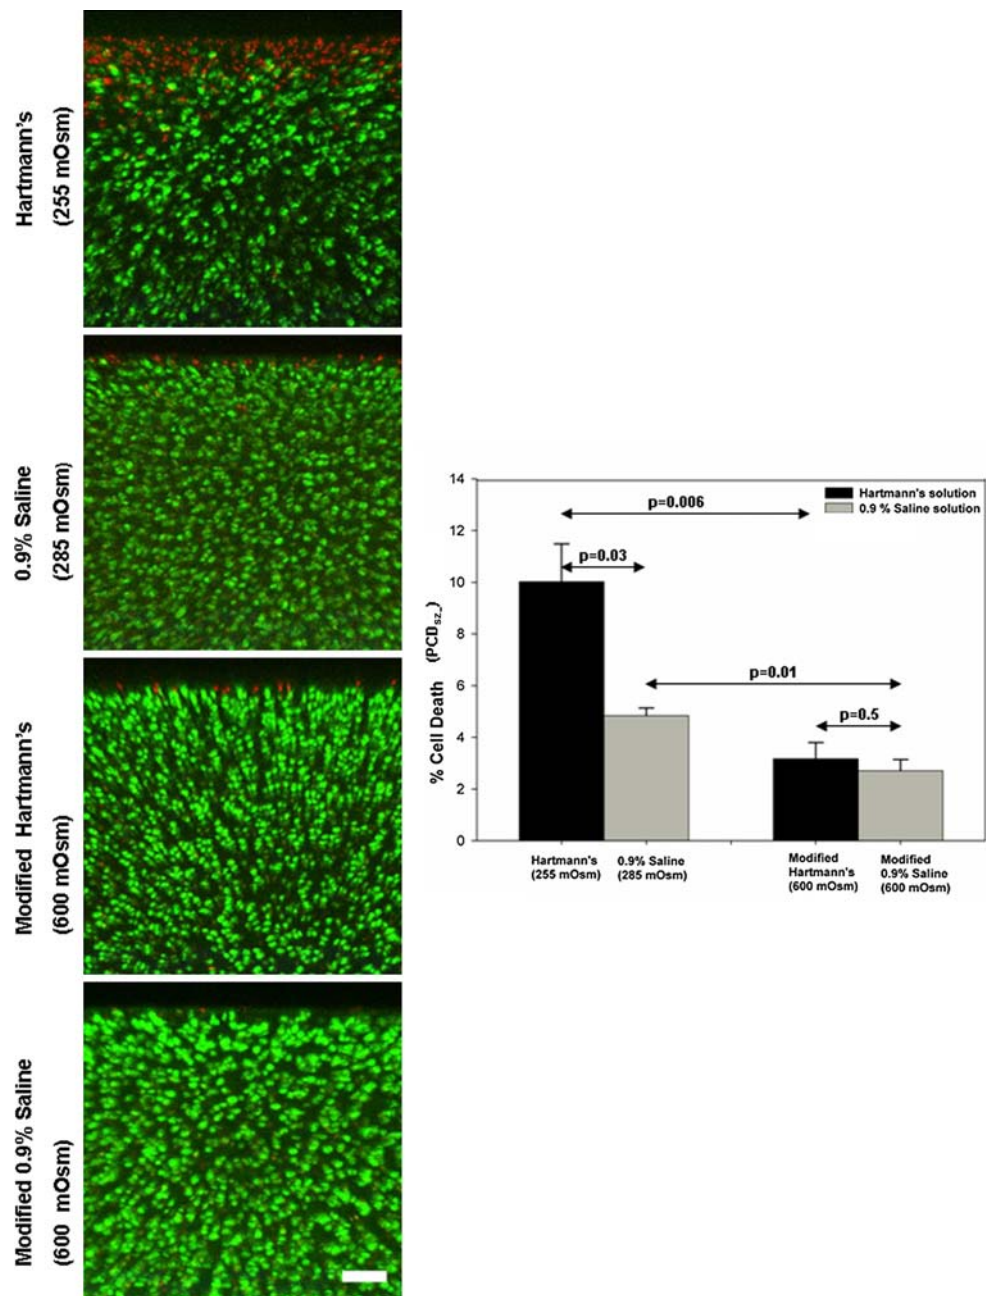 Hartmann's
(255 mOsm)
0.9% Saline
(285 mOsm)
Modified Hartmann's
(600 mOsm)
Modified 0.9% Saline
(600 mOsm)
14
12
10
8
6
4
2
0
% Cell Death (PCDsz.)
Hartmann's solution
0.9 % Saline solution
p=0.006
p=0.03
p=0.01
p=0.5
Hartmann's
(255 mOsm)
0.9% Saline
(285 mOsm)
Modified
Hartmann's
(600 mOsm)
Modified
0.9% Saline
(600 mOsm)